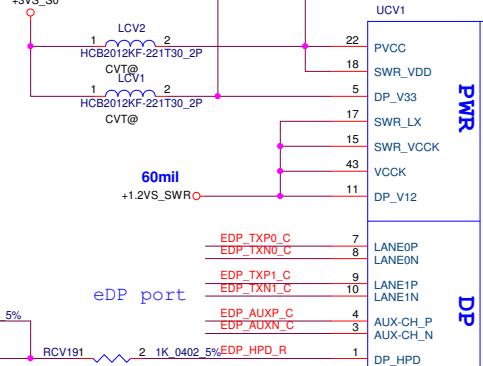 +3VS_S0
UCV1
LCV2
1 2
HCB2012KF-221T30_2P
CVT@
22 PVCC
18 SWR_VDD
LCV1
1 2
HCB2012KF-221T30_2P
CVT@
5 DP_V33
17 SWR_LX
15 SWR_VCCK
43 VCCK
60mil
+1.2VS_SWR
11 DP_V12
PWR
EDP_TXP0_C 7 LANE0P
EDP_TXN0_C 8 LANE0N
EDP_TXP1_C 9 LANE1P
EDP_TXN1_C 10 LANE1N
eDP port
DP
EDP_AUXP_C 4 AUX-CH_P
EDP_AUXN_C 3 AUX-CH_N
5%
RCV191 2 1K_0402_5% EDP_HPD_R 1 DP_HPD